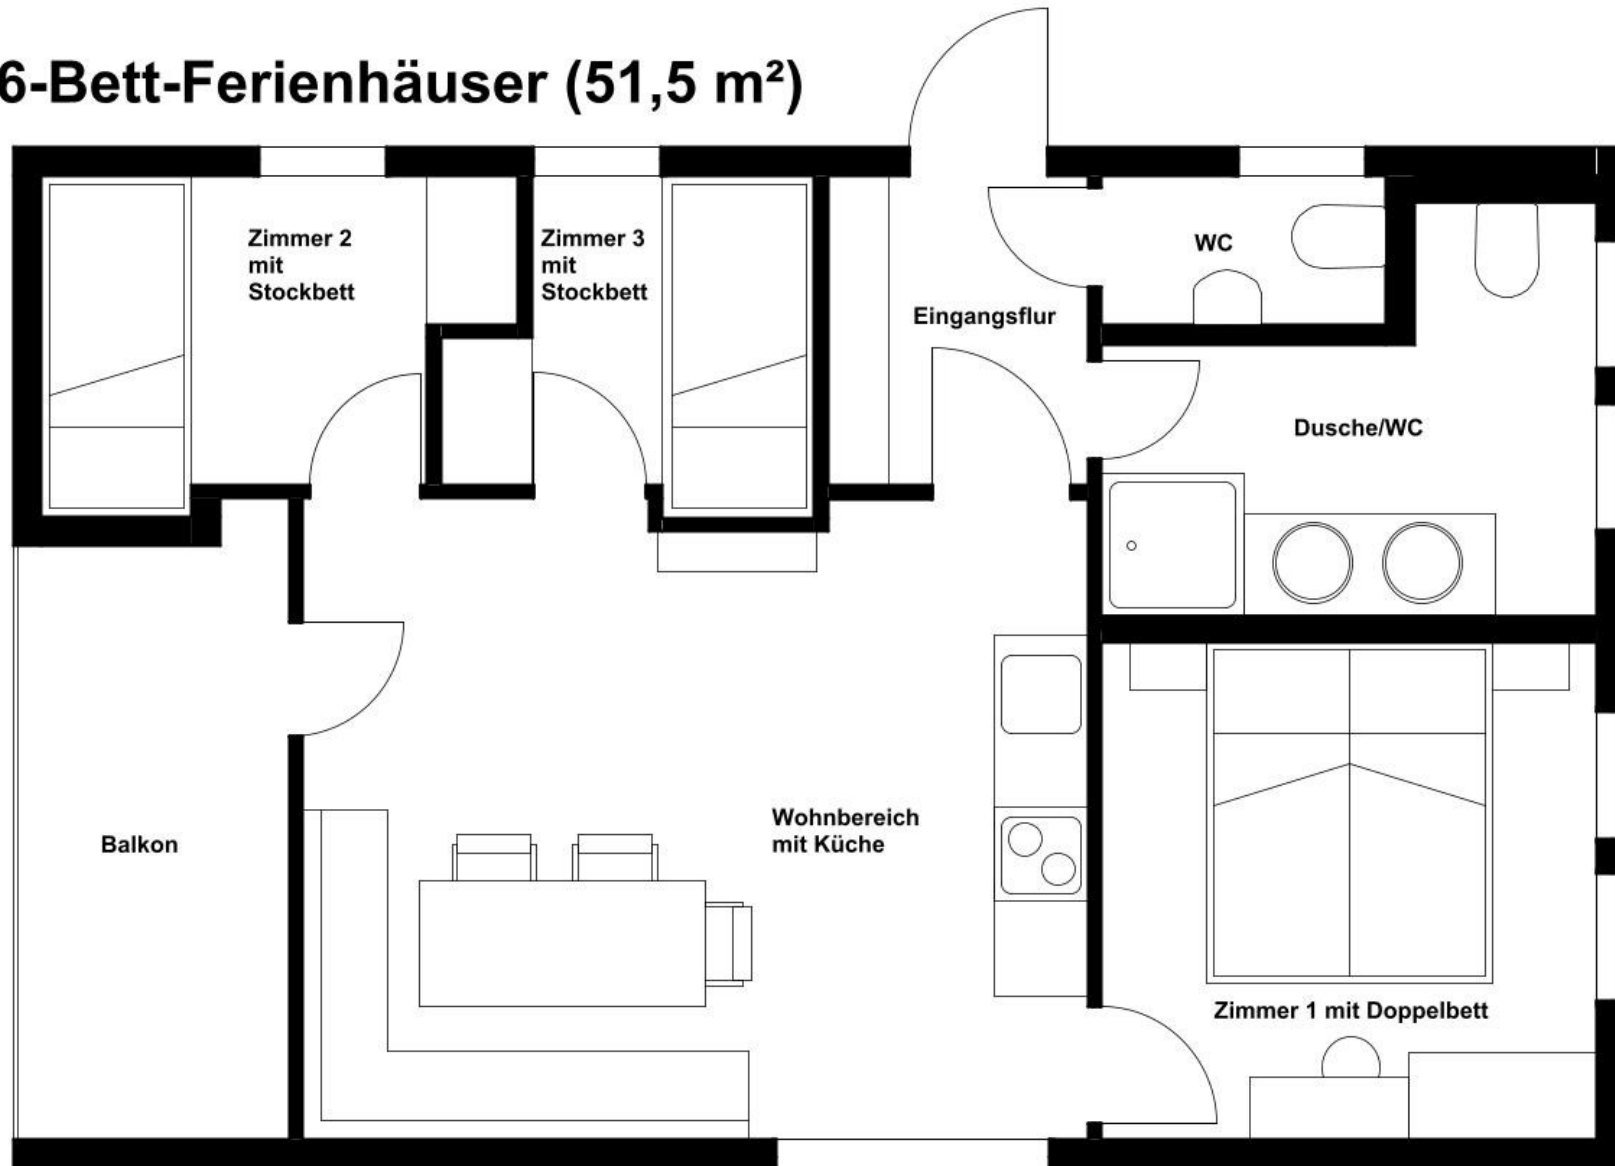 6-Bett-Ferienhäuser (51,5 m²)
Zimmer 2
mit
Stockbett
Zimmer 3
mit
Stockbett
WC
Eingangsflur
Dusche/WC
Wohnbereich
mit Küche
Balkon
Zimmer 1 mit Doppelbett